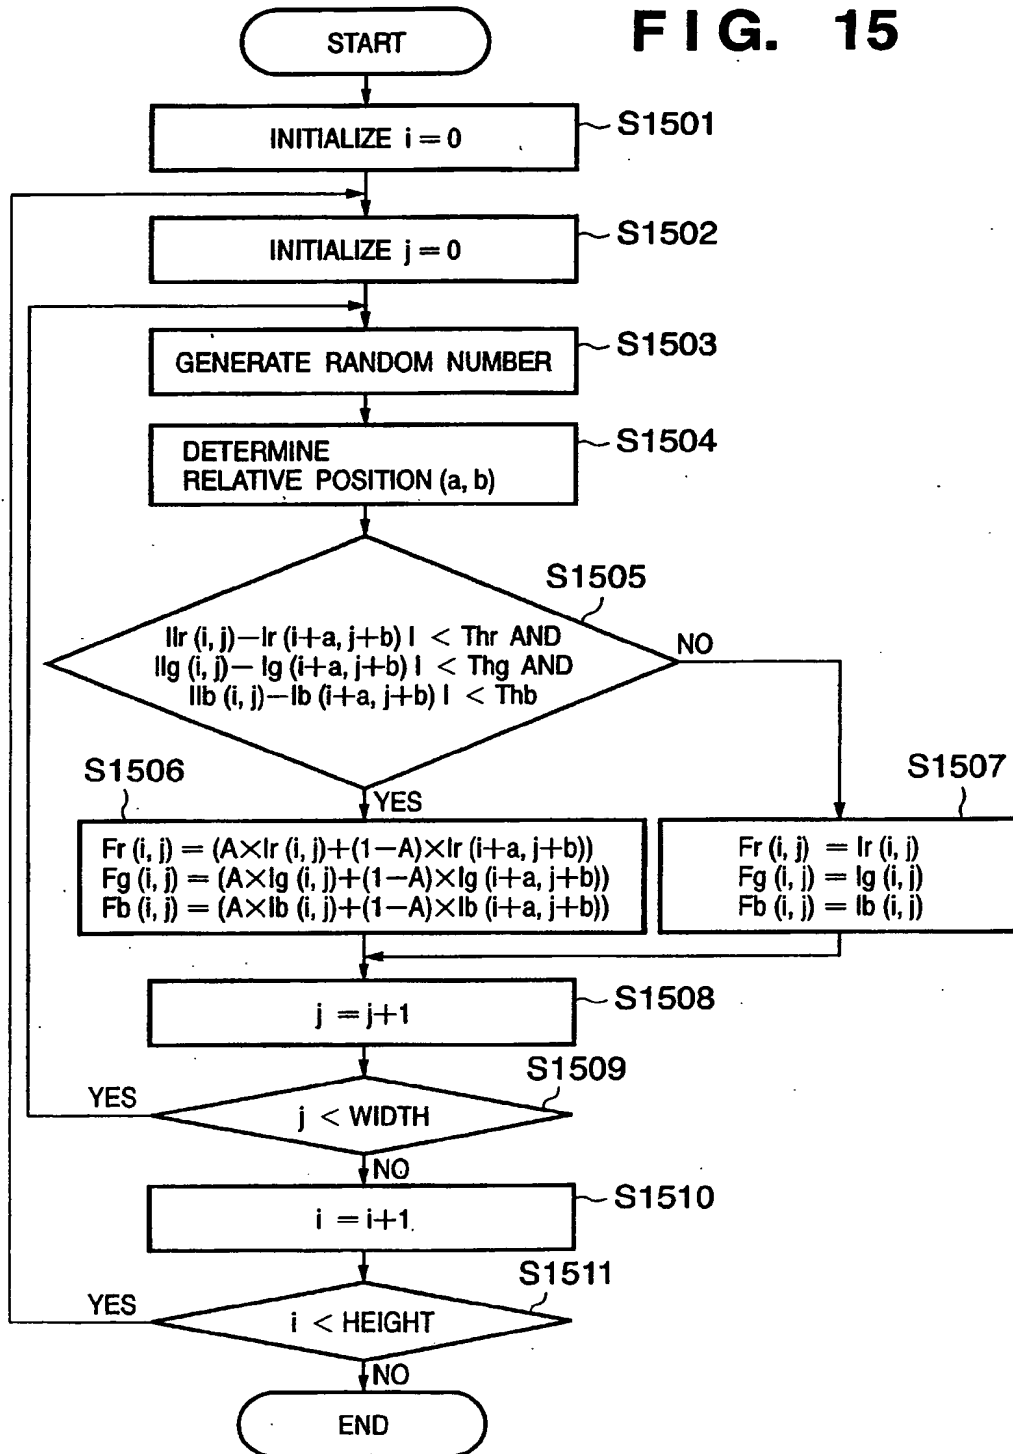 FIG. 15
START
INITIALIZE i = 0
S1501
INITIALIZE j = 0
S1502
GENERATE RANDOM NUMBER
S1503
DETERMINE
RELATIVE POSITION (a, b)
S1504
S1505
|Ir (i, j)−Ir (i+a, j+b) | < Thr AND
|Ig (i, j)− Ig (i+a, j+b) | < Thg AND
|Ib (i, j)−Ib (i+a, j+b) | < Thb
NO
YES
S1506
Fr (i, j) = (A×Ir (i, j)+(1−A)×Ir (i+a, j+b))
Fg (i, j) = (A×Ig (i, j)+(1−A)×Ig (i+a, j+b))
Fb (i, j) = (A×Ib (i, j)+(1−A)×Ib (i+a, j+b))
S1507
Fr (i, j) = Ir (i, j)
Fg (i, j) = Ig (i, j)
Fb (i, j) = Ib (i, j)
j = j+1
S1508
S1509
j < WIDTH
YES
NO
i = i+1
S1510
S1511
i < HEIGHT
YES
NO
END